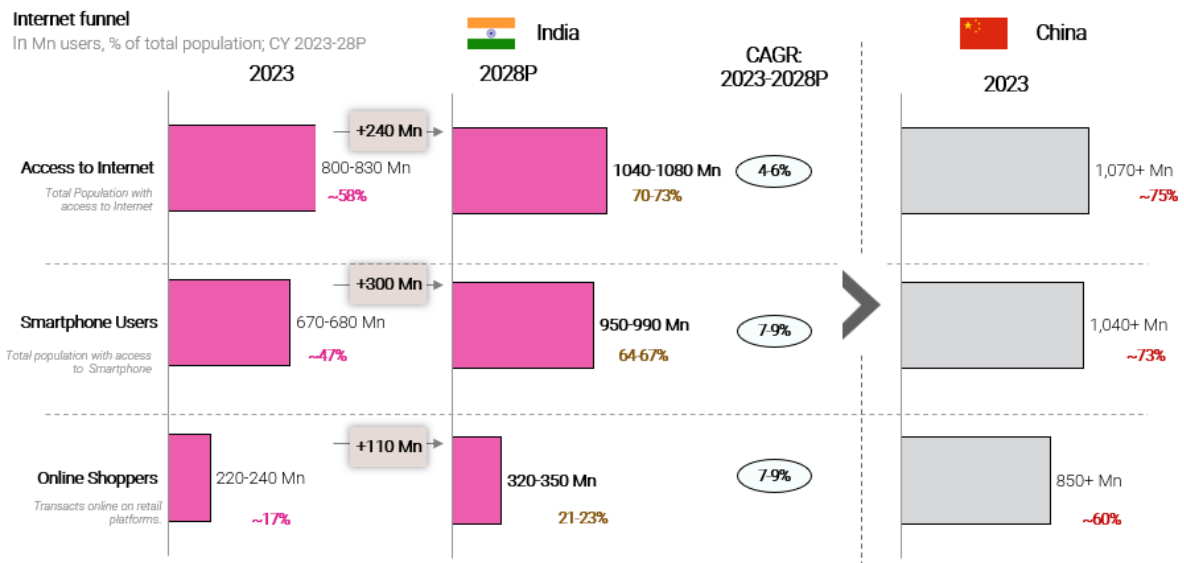 Internet funnel
In Mn users, % of total population; CY 2023-28P
India
China
2023
2028P
CAGR:
2023-2028P
2023
Access to Internet
Total Population with
access to Internet
800-830 Mn
~58%
+240 Mn
1040-1080 Mn
70-73%
4-6%
1,070+ Mn
~75%
Smartphone Users
Total population with access
to Smartphone
670-680 Mn
~47%
+300 Mn
950-990 Mn
64-67%
7-9%
1,040+ Mn
~73%
Online Shoppers
Transacts online on retail
platforms.
220-240 Mn
~17%
+110 Mn
320-350 Mn
21-23%
7-9%
850+ Mn
~60%